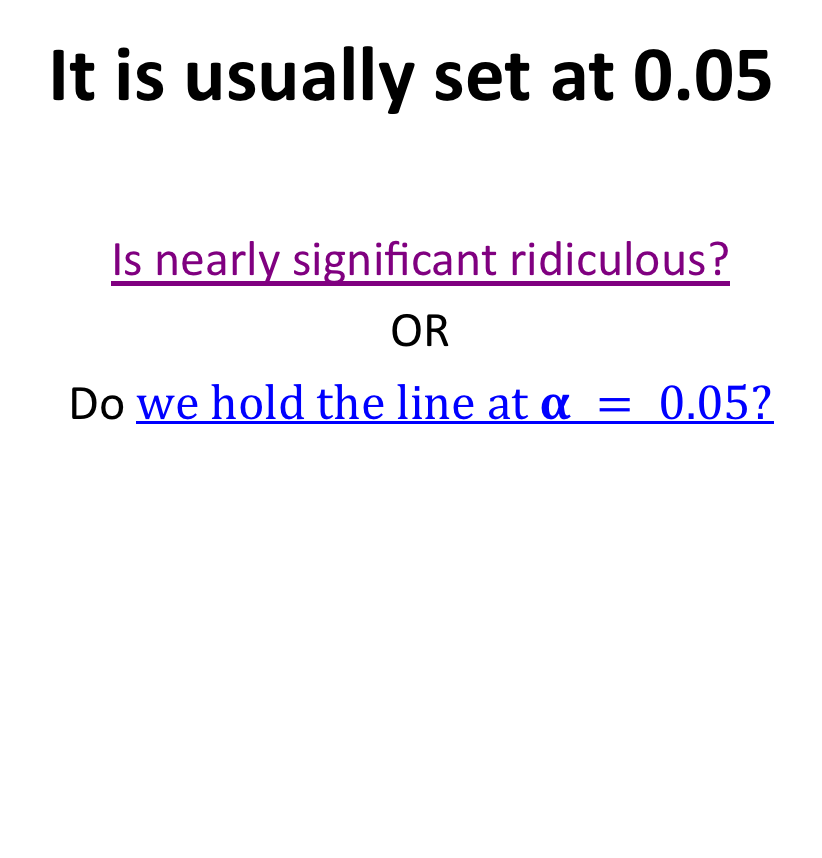 It is usually set at 0.05
Is nearly significant ridiculous?
OR
Do we hold the line at α = 0.05?